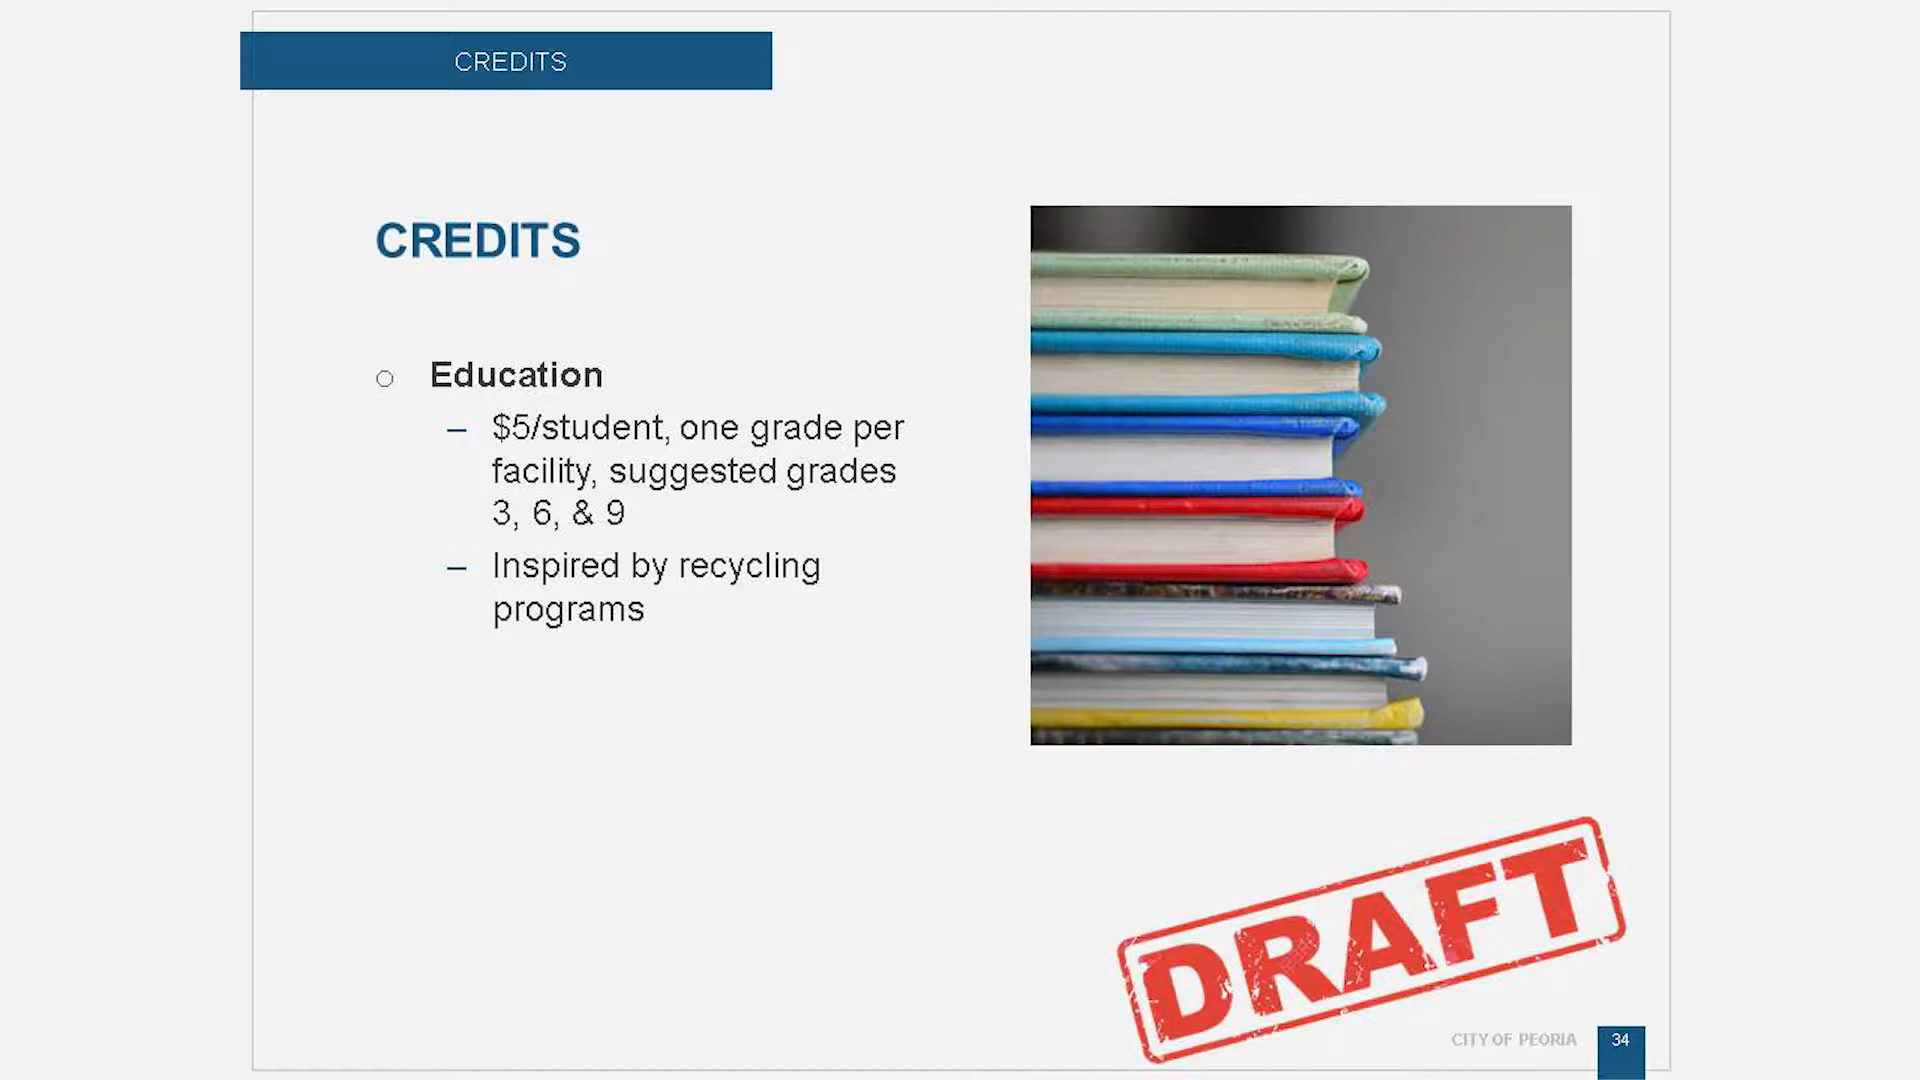 CREDITS
CREDITS
Education
– $5/student, one grade per
facility, suggested grades
3, 6, & 9
– Inspired by recycling
programs
DRAFT
CITY OF PEORIA
34